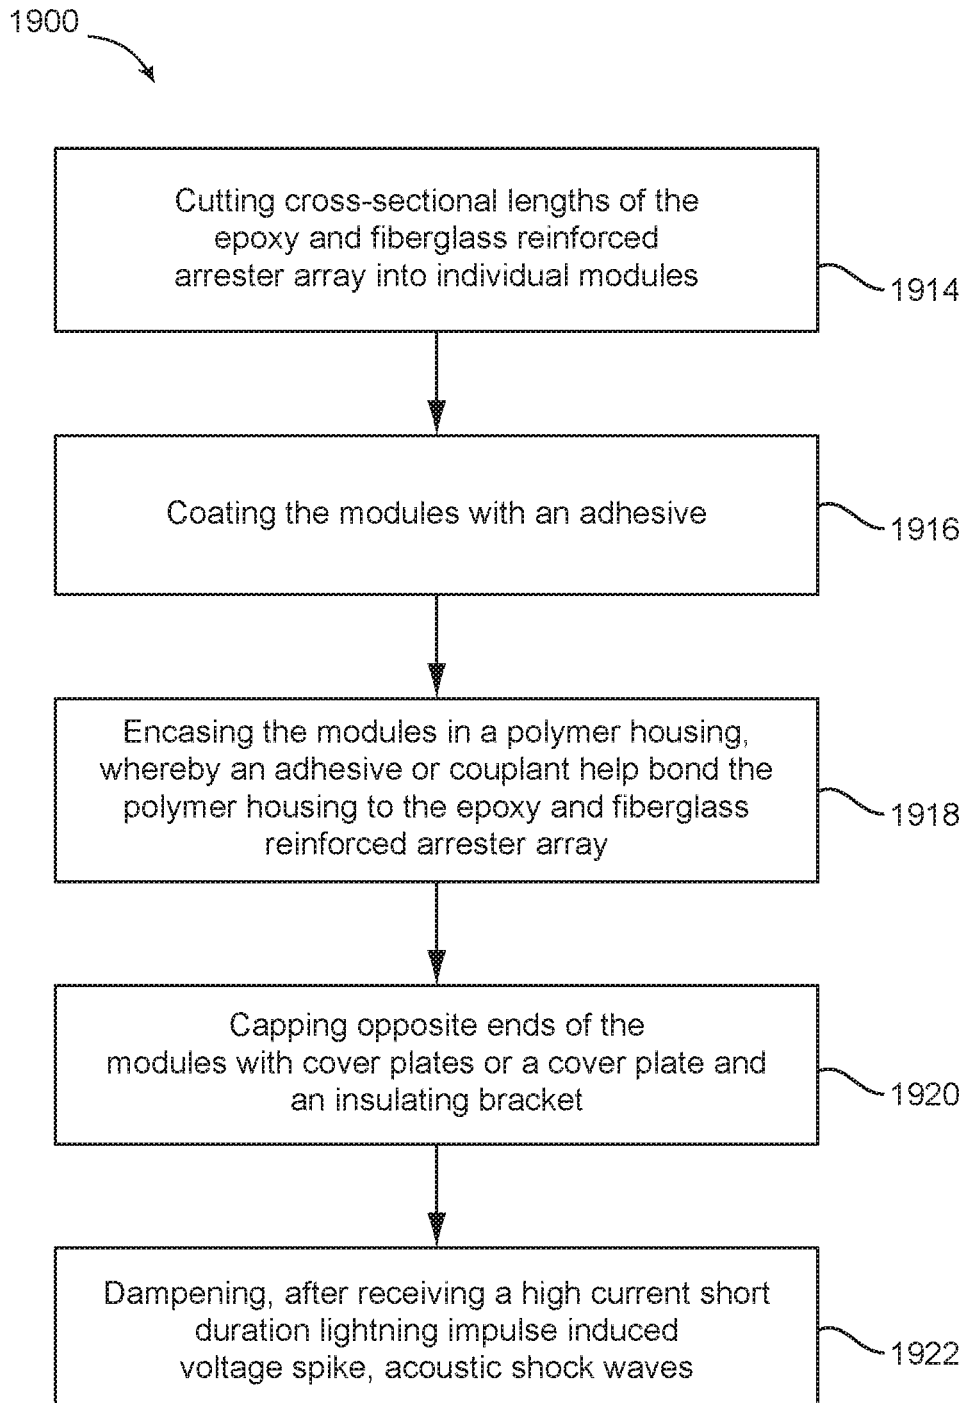 1900
Cutting cross-sectional lengths of the
epoxy and fiberglass reinforced
arrester array into individual modules
1914
Coating the modules with an adhesive
1916
Encasing the modules in a polymer housing,
whereby an adhesive or couplant help bond the
polymer housing to the epoxy and fiberglass
reinforced arrester array
1918
Capping opposite ends of the
modules with cover plates or a cover plate and
an insulating bracket
1920
Dampening, after receiving a high current short
duration lightning impulse induced
voltage spike, acoustic shock waves
1922